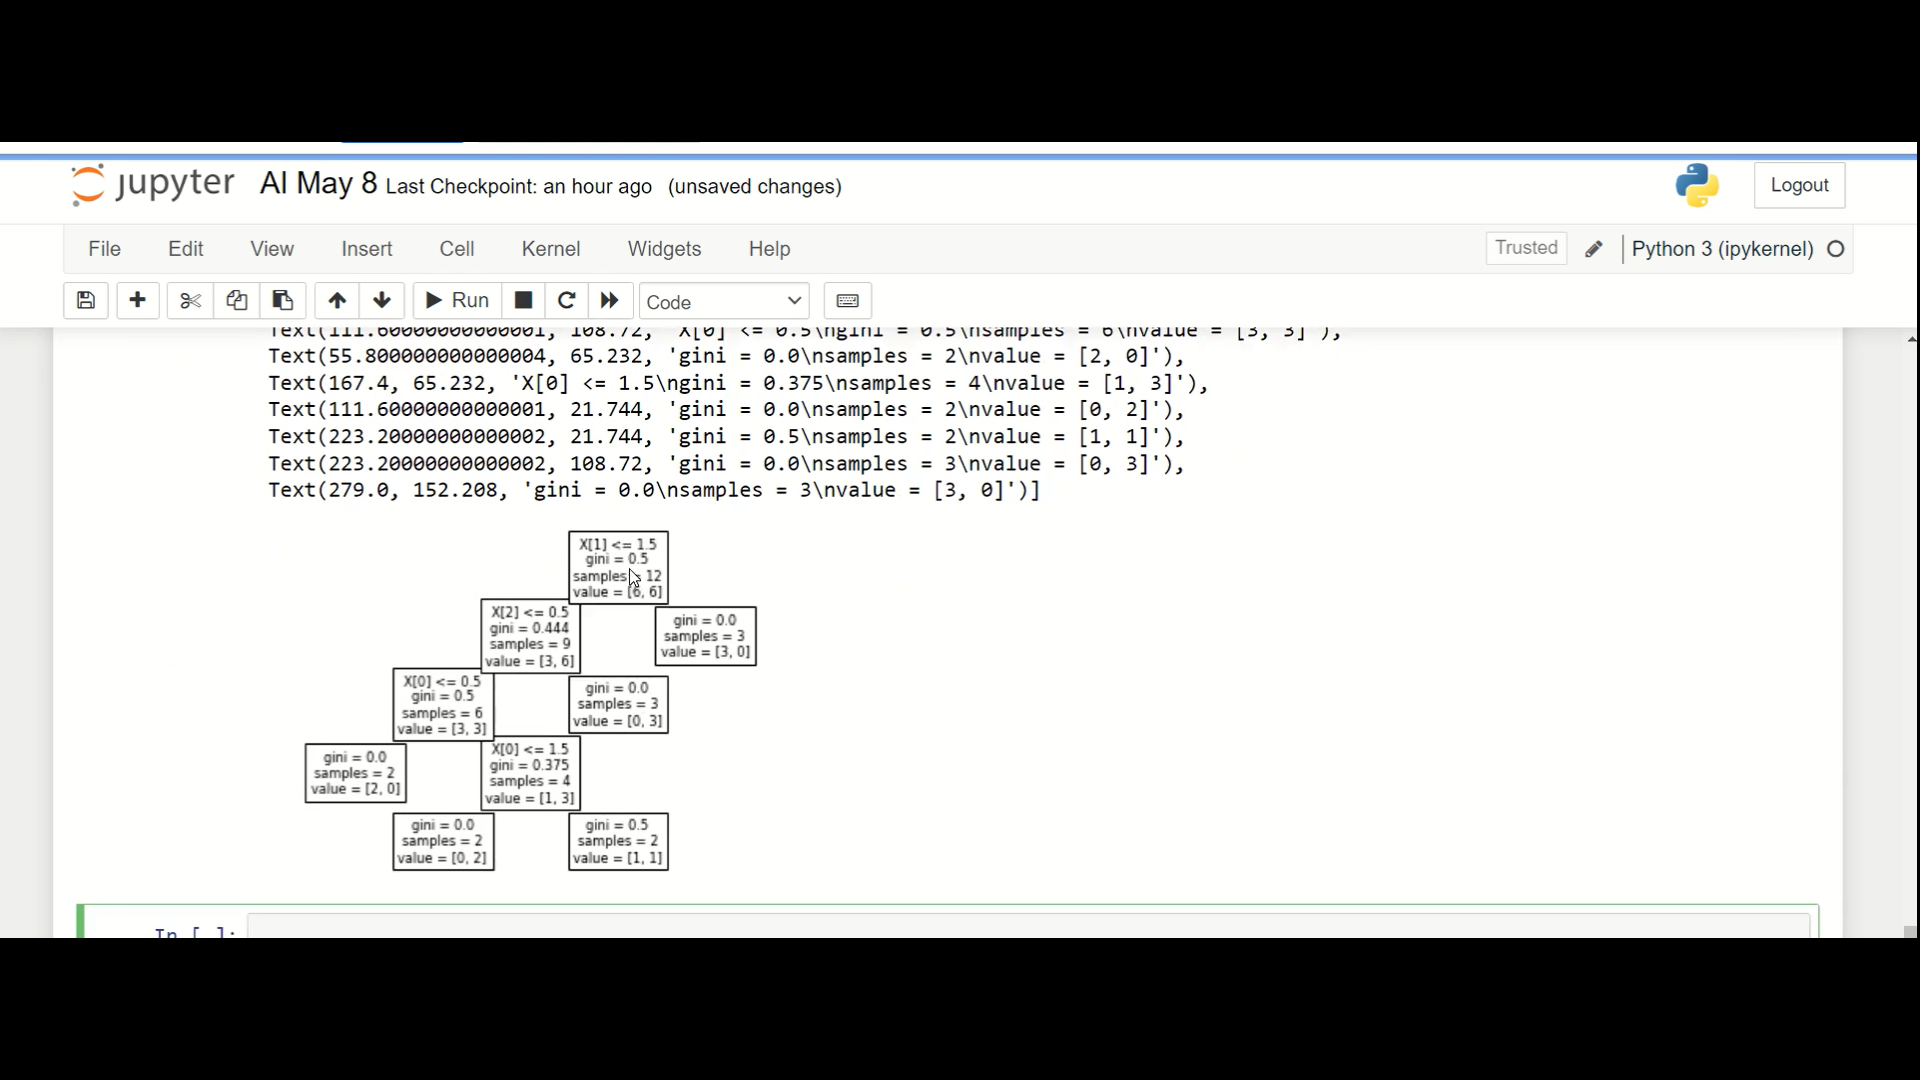 jupyter AI May 8 Last Checkpoint: an hour ago (unsaved changes)
Logout
File Edit View Insert Cell Kernel Widgets Help
Trusted
Python 3 (ipykernel)
Run
Code
Text(111.60000000000001, 108.72, 'X[0] <= 0.5\ngini = 0.5\nsamples = 6\nvalue = [3, 3]'),
Text(55.800000000000004, 65.232, 'gini = 0.0\nsamples = 2\nvalue = [2, 0]'),
Text(167.4, 65.232, 'X[0] <= 1.5\ngini = 0.375\nsamples = 4\nvalue = [1, 3]'),
Text(111.60000000000001, 21.744, 'gini = 0.0\nsamples = 2\nvalue = [0, 2]'),
Text(223.20000000000002, 21.744, 'gini = 0.5\nsamples = 2\nvalue = [1, 1]'),
Text(223.20000000000002, 108.72, 'gini = 0.0\nsamples = 3\nvalue = [0, 3]'),
Text(279.0, 152.208, 'gini = 0.0\nsamples = 3\nvalue = [3, 0]')]
X[1] <= 1.5
gini = 0.5
samples = 12
value = [6, 6]
X[2] <= 0.5
gini = 0.444
samples = 9
value = [3, 6]
gini = 0.0
samples = 3
value = [3, 0]
X[0] <= 0.5
gini = 0.5
samples = 6
value = [3, 3]
gini = 0.0
samples = 3
value = [0, 3]
gini = 0.0
samples = 2
value = [2, 0]
X[0] <= 1.5
gini = 0.375
samples = 4
value = [1, 3]
gini = 0.0
samples = 2
value = [0, 2]
gini = 0.5
samples = 2
value = [1, 1]
In [ ]: